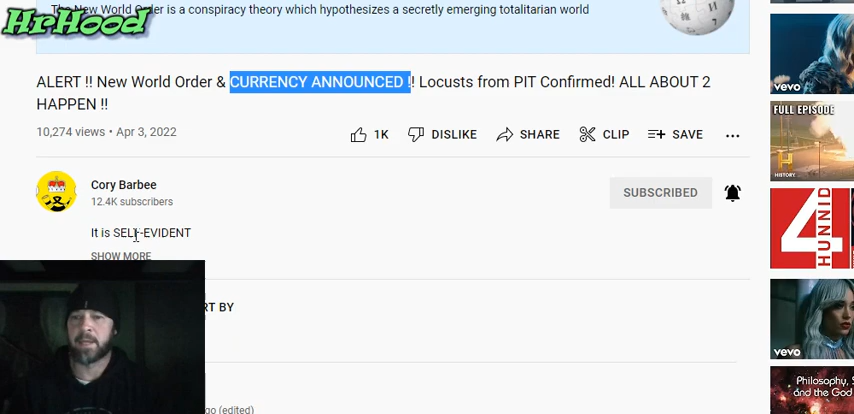 The New World Order is a conspiracy theory which hypothesizes a secretly emerging totalitarian world
HrHood
ALERT !! New World Order & CURRENCY ANNOUNCED !! Locusts from PIT Confirmed! ALL ABOUT 2
HAPPEN !!
10,274 views • Apr 3, 2022
1K
DISLIKE
SHARE
CLIP
SAVE
Cory Barbee
12.4K subscribers
SUBSCRIBED
It is SELF-EVIDENT
SHOW MORE
RT BY
go (edited)
vevo
FULL EPISODE
H
HISTORY
4
HUNNID
vevo
Philosophy, S
and the God